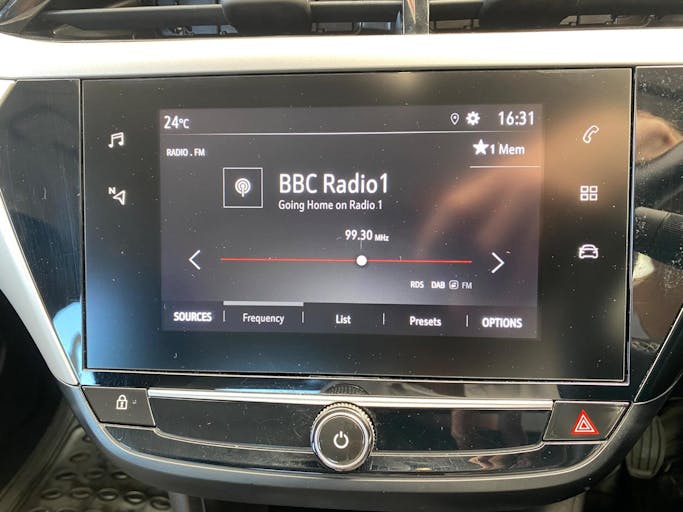 24°C 16:31
RADIO . FM 1 Mem
BBC Radio1
Going Home on Radio 1
N
99.30 MHz
RDS DAB FM
SOURCES Frequency List Presets OPTIONS